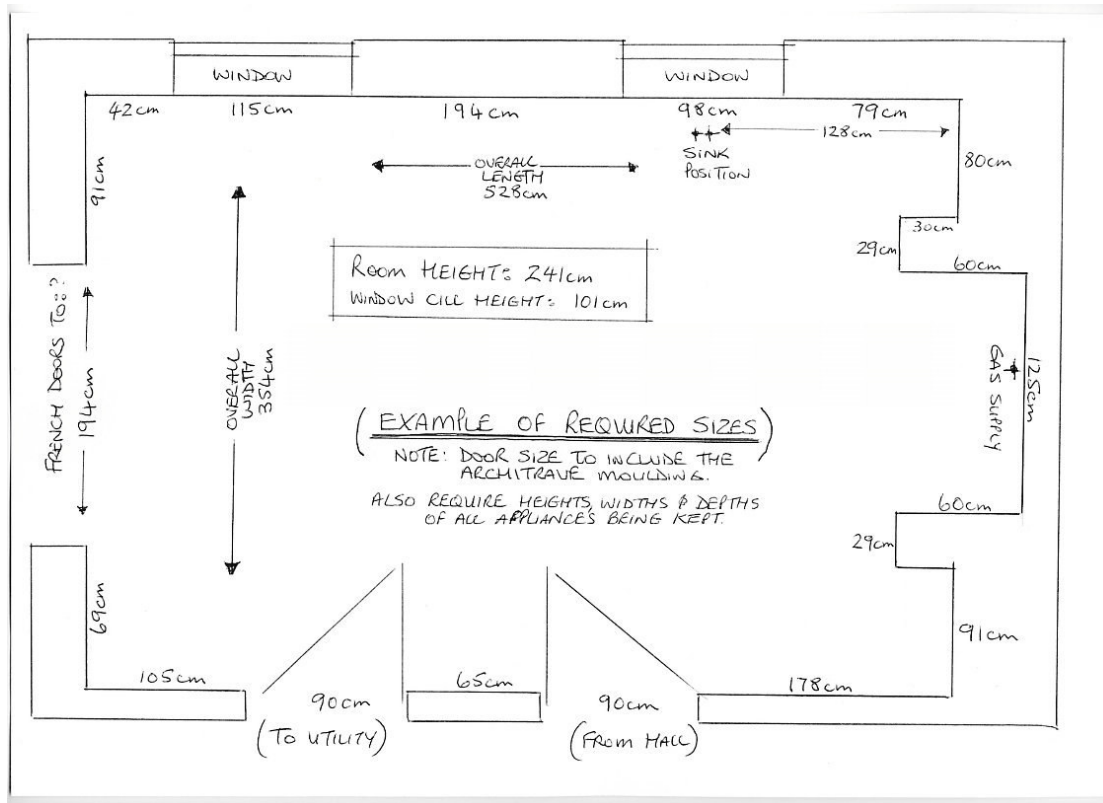 WINDOW
WINDOW
42cm
115cm
194cm
98cm
79cm
128cm
SINK
POSITION
OVERALL
LENGTH
528cm
91cm
80cm
30cm
29cm
60cm
ROOM HEIGHT: 241cm
WINDOW CILL HEIGHT: 101cm
FRENCH DOORS TO::?
194cm
OVERALL
WIDTH
354cm
125cm
GAS SUPPLY
(EXAMPLE OF REQUIRED SIZES)
NOTE: DOOR SIZE TO INCLUDE THE
ARCHITRAVE MOULDING.
ALSO REQUIRE HEIGHTS, WIDTHS & DEPTHS
OF ALL APPLIANCES BEING KEPT.
60cm
29cm
69cm
91cm
105cm
65cm
178cm
90cm
(TO UTILITY)
90cm
(FROM HALL)